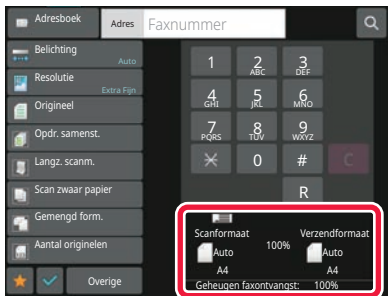 Adresboek
Adres
Faxnummer
Belichting
Auto
Resolutie
Extra Fijn
Origineel
Opdr. samenst.
Langz. scanm.
Scan zwaar papier
Gemengd form.
Aantal originelen
Overige
1
2
ABC
3
DEF
4
GHI
5
JKL
6
MNO
7
PQRS
8
TUV
9
WXYZ
0
#
C
R
Scanformaat
Verzendformaat
Auto
100%
Auto
A4
A4
Geheugen faxontvangst: 100%